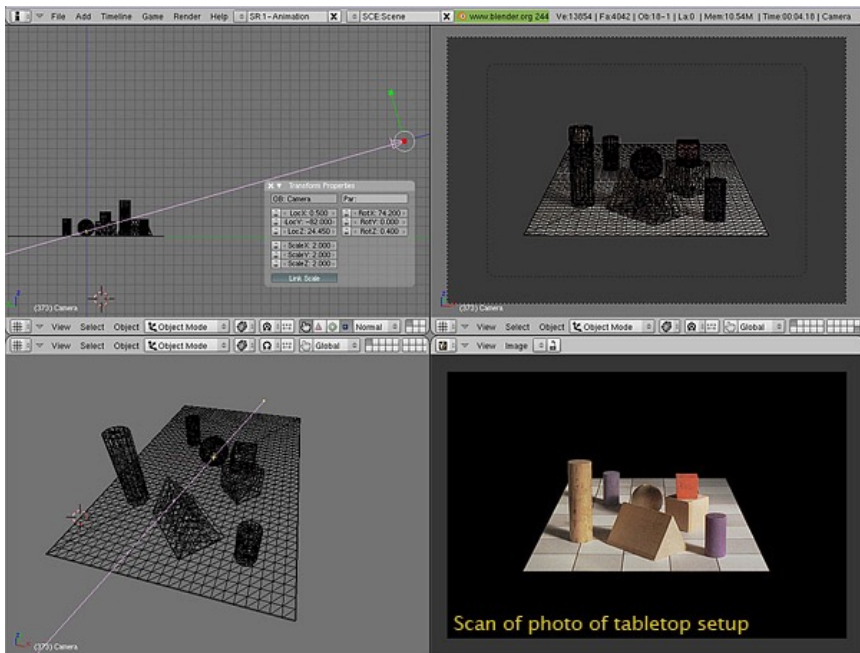 File Add Timeline Game Render Help SR:1-Animation SCE:Scene www.blender.org 244 Ve:13654 | Fa:4042 | Ob:18-1 | La:0 | Mem:10.54M | Time:00:04.18 | Camera
Transform Properties
OB: Camera Par:
LocX: 0.500 RotX: 74.200
LocY: -82.000 RotY: 0.000
LocZ: 24.450 RotZ: 0.400
ScaleX: 2.000
ScaleY: 2.000
ScaleZ: 2.000
Link Scale
(373) Camera
(373) Camera
View Select Object Object Mode Normal
View Select Object Object Mode Global
View Select Object Object Mode Global
View Image
Scan of photo of tabletop setup
(373) Camera